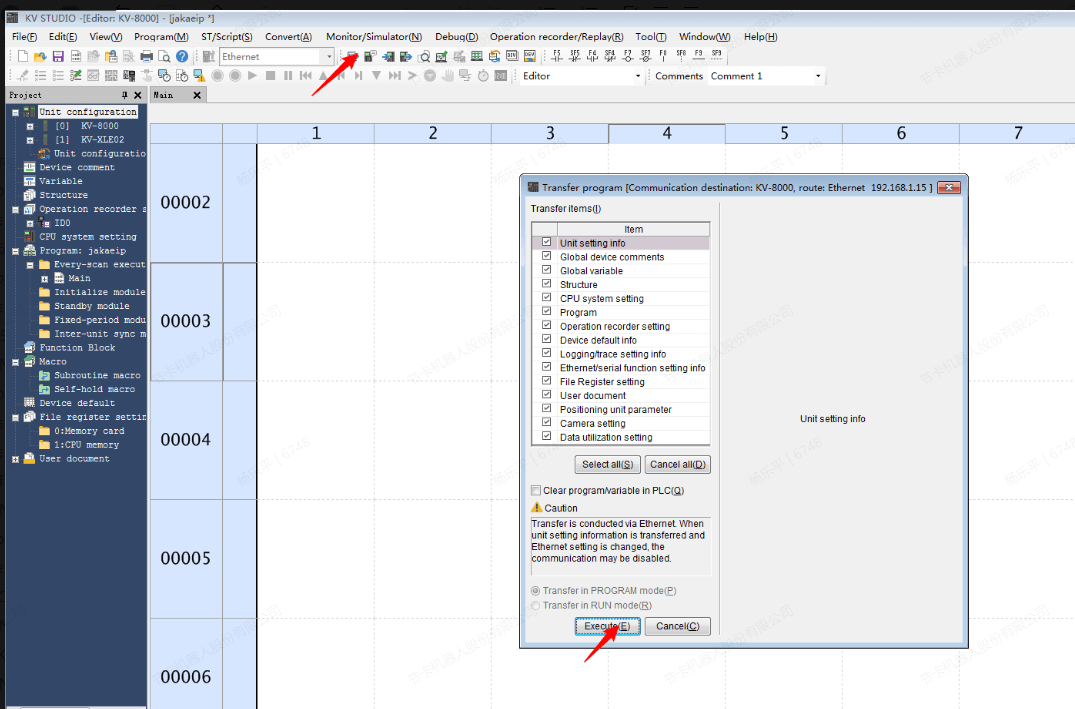 KV STUDIO -[Editor: KV-8000] - [jakaeip *]
File(F) Edit(E) View(V) Program(M) ST/Script(S) Convert(A) Monitor/Simulator(N) Debug(D) Operation recorder/Replay(R) Tool(T) Window(W) Help(H)
Ethernet
F5 SF5 F4 SF4 F7 SF7 F8 SF8 F9 SF9
Editor Comments Comment 1
Project
Main
Unit configuration
[0] KV-8000
[1] KV-XLE02
Unit configuratio
Device comment
Variable
Structure
Operation recorder s
ID0
CPU system setting
Program: jakaeip
Every-scan execut
Main
Initialize module
Standby module
Fixed-period modu
Inter-unit sync m
Function Block
Macro
Subroutine macro
Self-hold macro
Device default
File register settin
0:Memory card
1:CPU memory
User document
1 2 3 4 5 6 7
00002
00003
00004
00005
00006
Transfer program [Communication destination: KV-8000, route: Ethernet 192.168.1.15 ]
Transfer items(I)
Item
Unit setting info
Global device comments
Global variable
Structure
CPU system setting
Program
Operation recorder setting
Device default info
Logging/trace setting info
Ethernet/serial function setting info
File Register setting
User document
Positioning unit parameter
Camera setting
Data utilization setting
Select all(S) Cancel all(D)
Clear program/variable in PLC(Q)
Caution
Transfer is conducted via Ethernet. When
unit setting information is transferred and
Ethernet setting is changed, the
communication may be disabled.
Transfer in PROGRAM mode(P)
Transfer in RUN mode(R)
Execute(E) Cancel(C)
Unit setting info